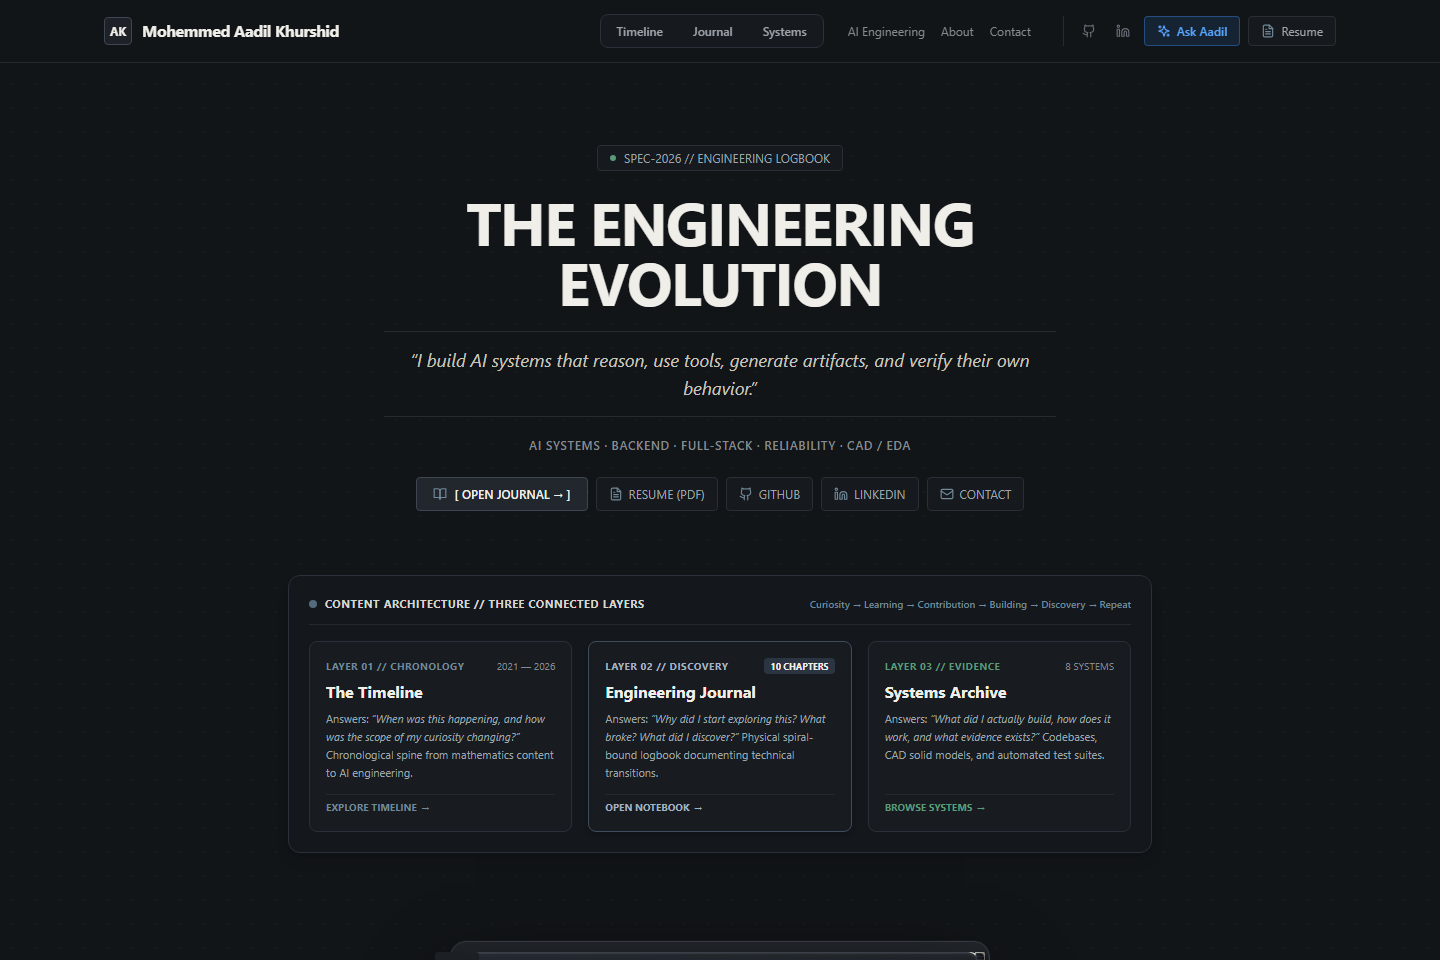 AK Mohemmed Aadil Khurshid Timeline Journal Systems AI Engineering About Contact Ask Aadil Resume
SPEC-2026 // ENGINEERING LOGBOOK
THE ENGINEERING
EVOLUTION
“I build AI systems that reason, use tools, generate artifacts, and verify their own
behavior.”
AI SYSTEMS · BACKEND · FULL-STACK · RELIABILITY · CAD / EDA
[ OPEN JOURNAL → ] RESUME (PDF) GITHUB LINKEDIN CONTACT
CONTENT ARCHITECTURE // THREE CONNECTED LAYERS
Curiosity → Learning → Contribution → Building → Discovery → Repeat
LAYER 01 // CHRONOLOGY 2021 — 2026
The Timeline
Answers: “When was this happening, and how
was the scope of my curiosity changing?”
Chronological spine from mathematics content
to AI engineering.
EXPLORE TIMELINE →
LAYER 02 // DISCOVERY 10 CHAPTERS
Engineering Journal
Answers: “Why did I start exploring this? What
broke? What did I discover?” Physical spiral-
bound logbook documenting technical
transitions.
OPEN NOTEBOOK →
LAYER 03 // EVIDENCE 8 SYSTEMS
Systems Archive
Answers: “What did I actually build, how does it
work, and what evidence exists?” Codebases,
CAD solid models, and automated test suites.
BROWSE SYSTEMS →